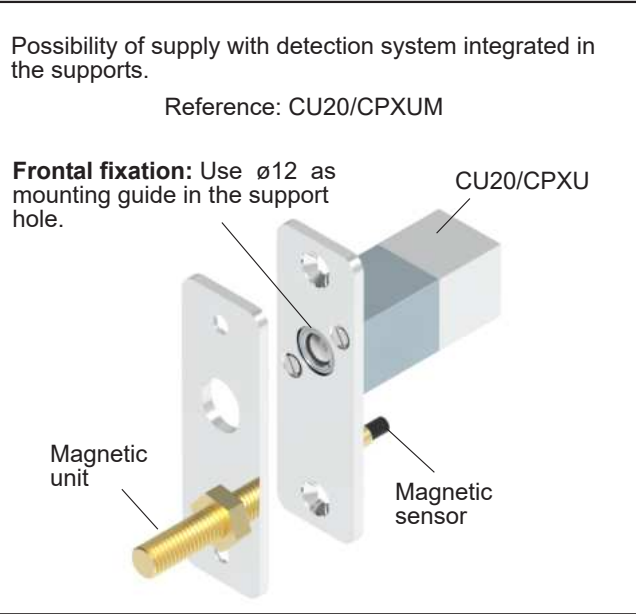 Possibility of supply with detection system integrated in
the supports.
Reference: CU20/CPXUM
Frontal fixation: Use ø12 as
mounting guide in the support
hole.
CU20/CPXU
Magnetic
unit
Magnetic
sensor